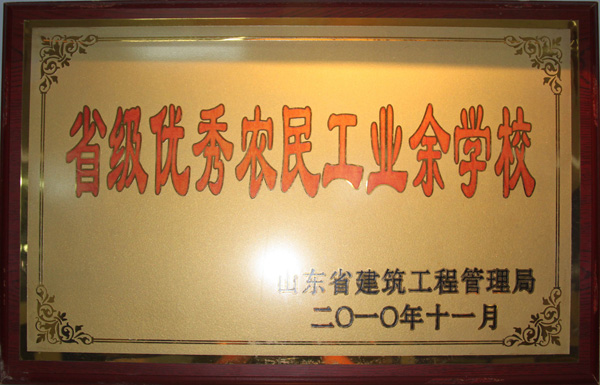 省级优秀农民工业余学校
山东省建筑工程管理局
二〇一〇年十一月